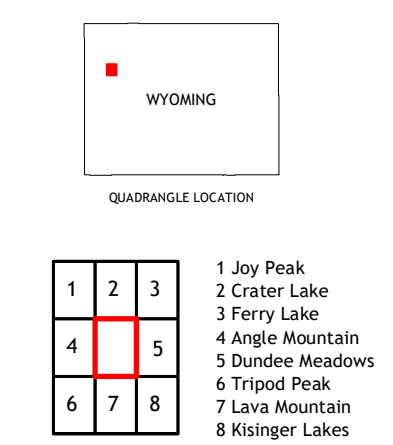 WYOMING
QUADRANGLE LOCATION
1 2 3
4 5
6 7 8
1 Joy Peak
2 Crater Lake
3 Ferry Lake
4 Angle Mountain
5 Dundee Meadows
6 Tripod Peak
7 Lava Mountain
8 Kisinger Lakes